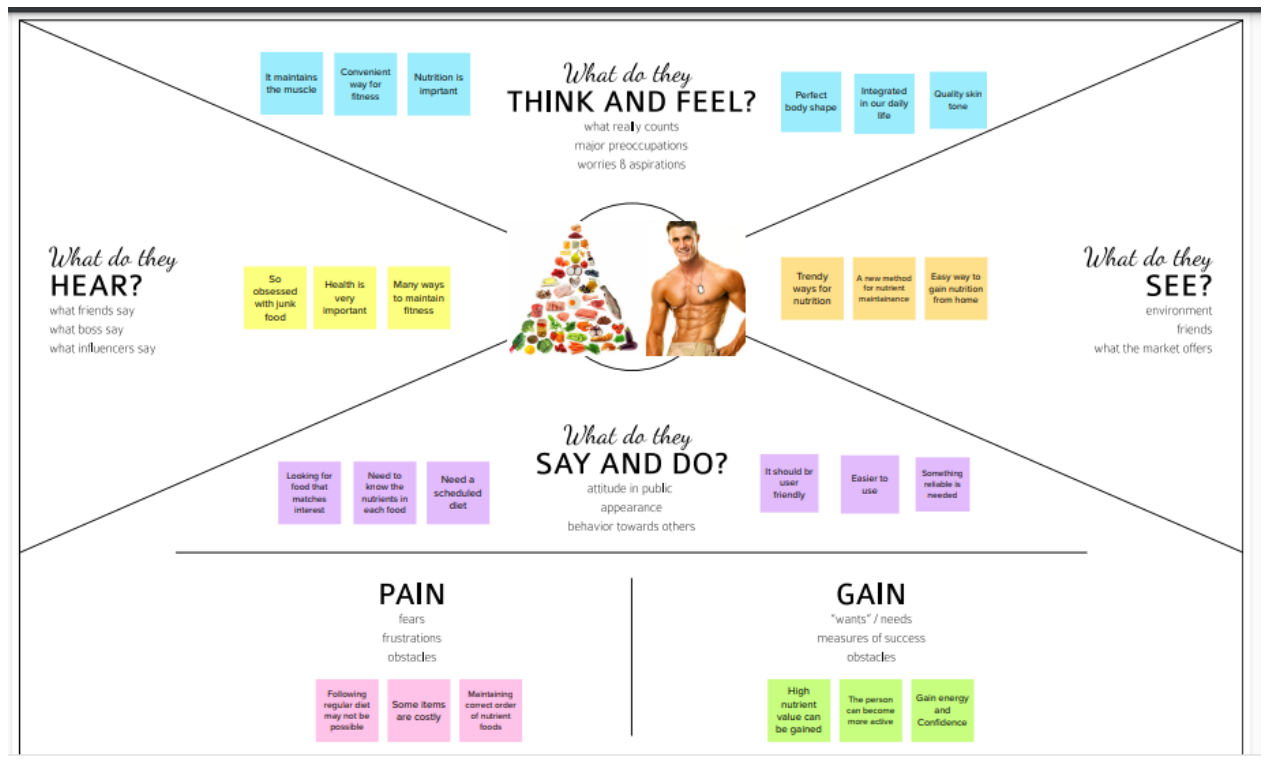 It maintains
the muscle
Convenient
way for
fitness
Nutrition is
imprtant
What do they
THINK AND FEEL?
what really counts
major preoccupations
worries & aspirations
Perfect
body shape
Integrated
in our daily
life
Quality skin
tone
What do they
HEAR?
what friends say
what boss say
what influencers say
So
obsessed
with junk
food
Health is
very
important
Many ways
to maintain
fitness
Trendy
ways for
nutrition
A new method
for nutrient
maintainence
Easy way to
gain nutrition
from home
What do they
SEE?
environment
friends
what the market offers
Looking for
food that
matches
interest
Need to
know the
nutrients in
each food
Need a
scheduled
diet
What do they
SAY AND DO?
attitude in public
appearance
behavior towards others
It should br
user
friendly
Easier to
use
Something
reliable is
needed
PAIN
fears
frustrations
obstacles
Following
regular diet
may not be
possible
Some items
are costly
Maintaining
correct order
of nutrient
foods
GAIN
"wants" / needs
measures of success
obstacles
High
nutrient
value can
be gained
The person
can become
more active
Gain energy
and
Confidence